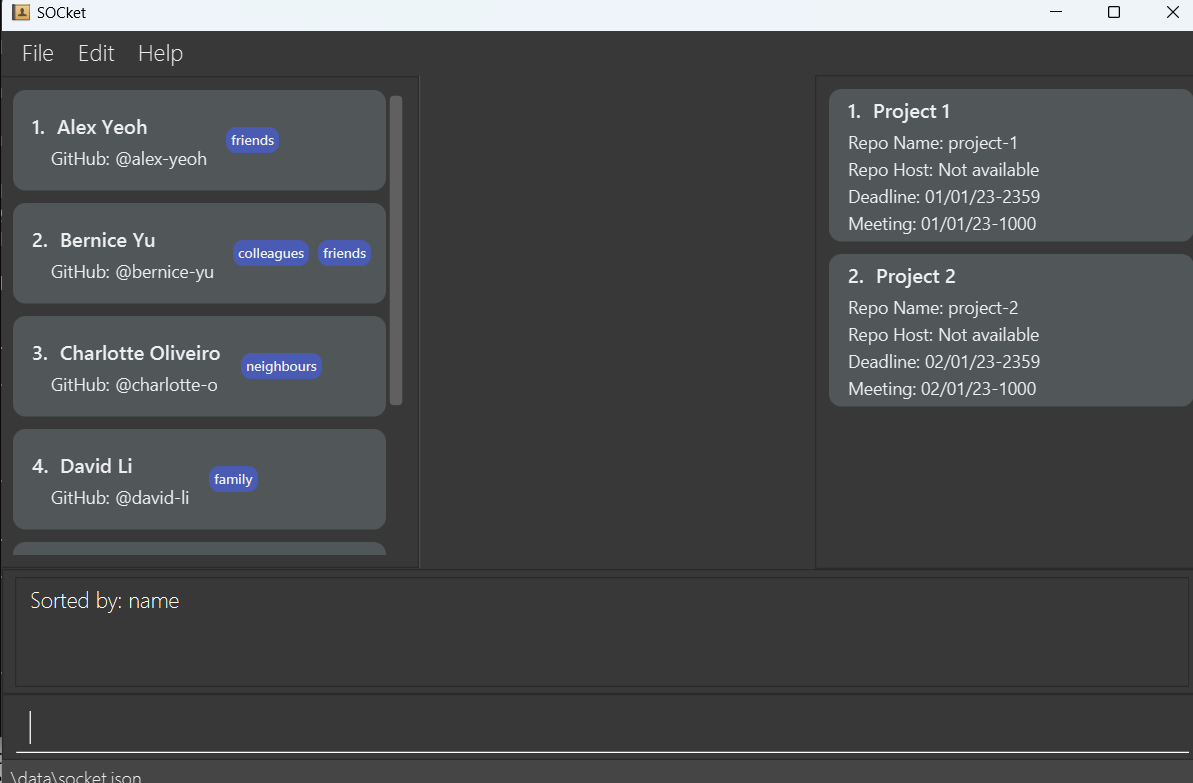 SOCket
File Edit Help
1. Alex Yeoh
friends
GitHub: @alex-yeoh
2. Bernice Yu
colleagues friends
GitHub: @bernice-yu
3. Charlotte Oliveiro
neighbours
GitHub: @charlotte-o
4. David Li
family
GitHub: @david-li
1. Project 1
Repo Name: project-1
Repo Host: Not available
Deadline: 01/01/23-2359
Meeting: 01/01/23-1000
2. Project 2
Repo Name: project-2
Repo Host: Not available
Deadline: 02/01/23-2359
Meeting: 02/01/23-1000
Sorted by: name
\data\socket.json